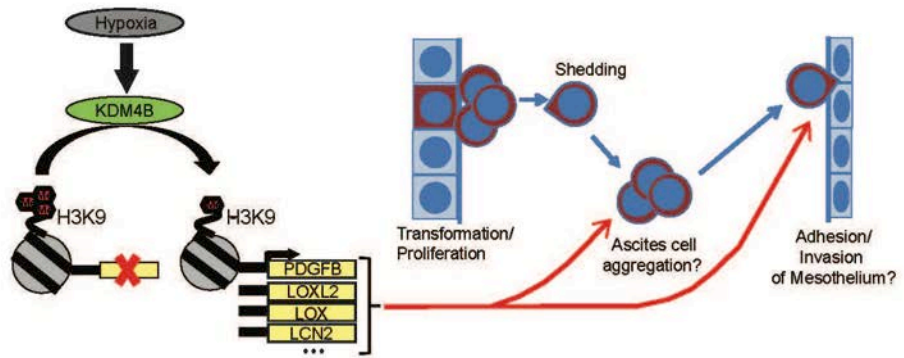 Hypoxia
KDM4B
H3K9
H3K9
PDGFB
LOXL2
LOX
LCN2
...
Shedding
Transformation/
Proliferation
Ascites cell
aggregation?
Adhesion/
Invasion
of Mesothelium?